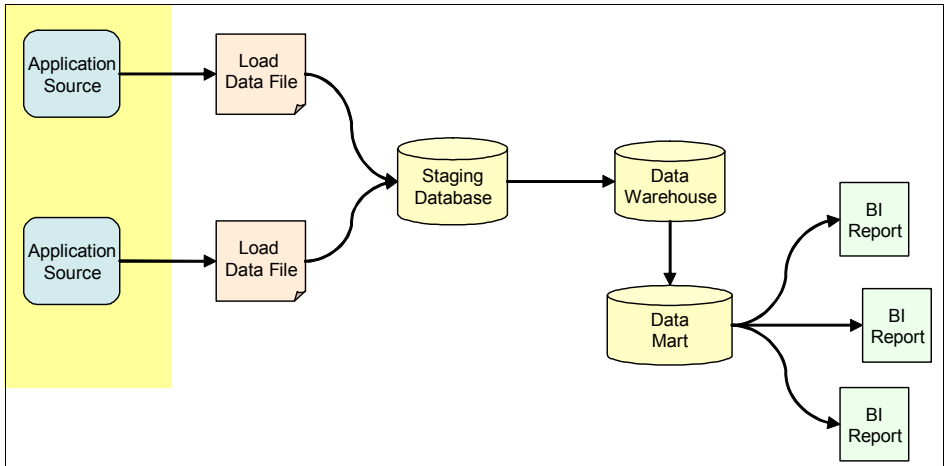 Application
Source
Load
Data File
Application
Source
Load
Data File
Staging
Database
Data
Warehouse
Data
Mart
BI
Report
BI
Report
BI
Report